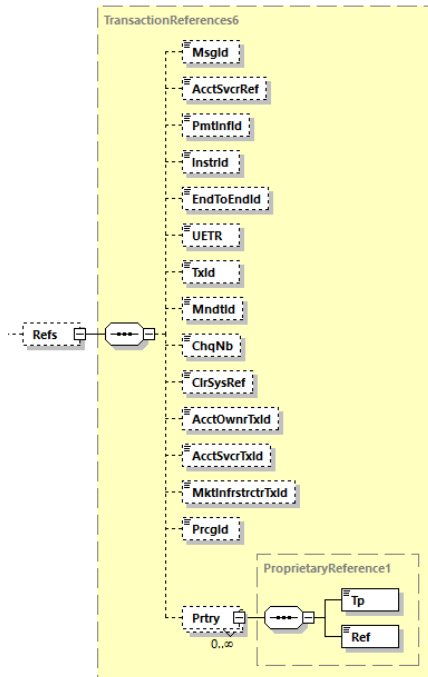 TransactionReferences6
MsgId
AcctSvcrRef
PmtInfId
InstrId
EndToEndId
UETR
TxId
MndtId
Refs
ChqNb
ClrSysRef
AcctOwnrTxId
AcctSvcrTxId
MktInfrstrctrTxId
PrcgId
ProprietaryReference1
Tp
Prtry
Ref
0..∞